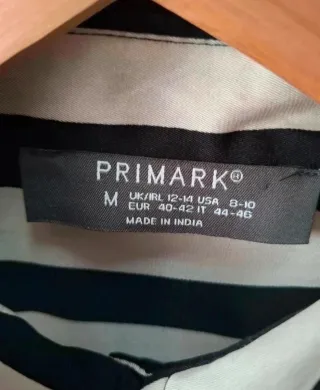 PRIMARK®
M UK/IRL 12-14 USA 8-10
EUR 40-42 IT 44-46
MADE IN INDIA